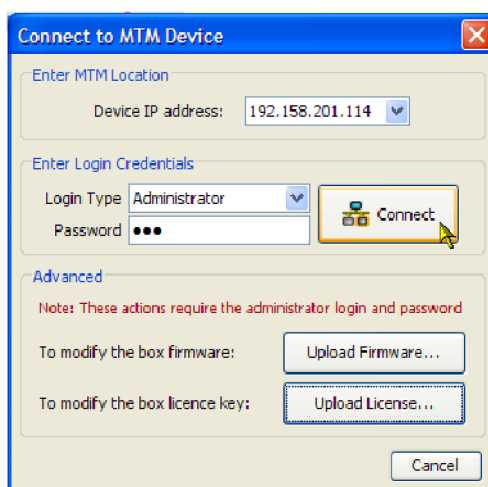 Connect to MTM Device
Enter MTM Location
Device IP address: 192.158.201.114
Enter Login Credentials
Login Type Administrator
Password ●●●
Connect
Advanced
Note: These actions require the administrator login and password
To modify the box firmware: Upload Firmware...
To modify the box licence key: Upload License...
Cancel